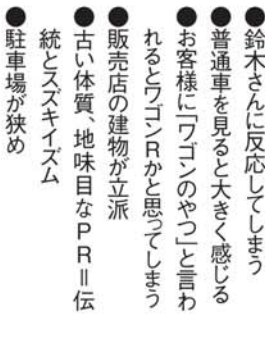 ●鈴木さんに反応してしまう
●普通車を見ると大きく感じる
●お客様に「ワゴンのやつ」と言わ
れるとワゴンRかと思ってしまう
●販売店の建物が立派
●古い体質、地味目なPR＝伝
統とスズキイズム
●駐車場が狭め